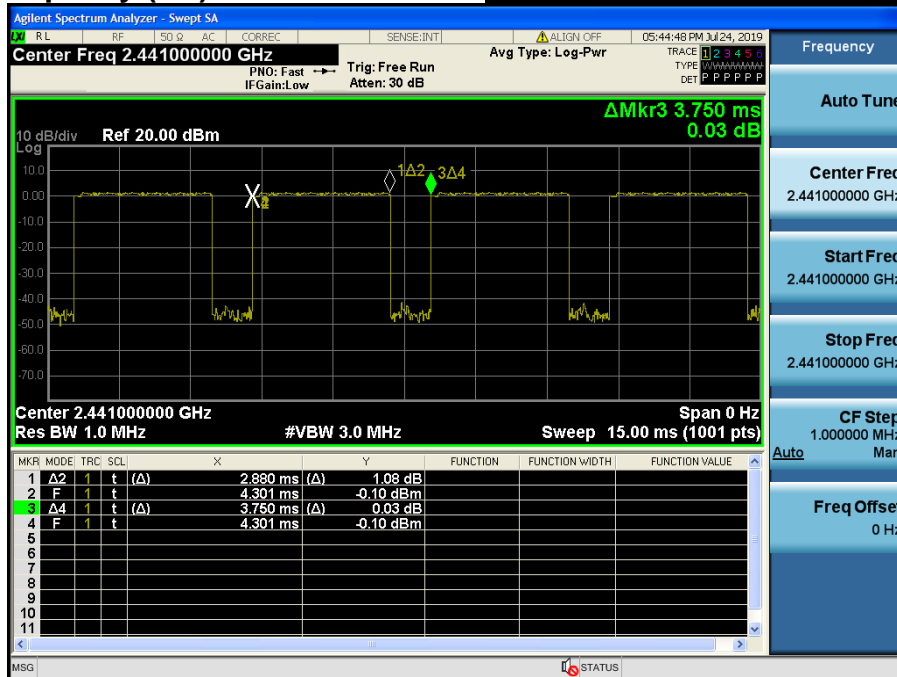 Agilent Spectrum Analyzer - Swept SA
LXI RL RF 50 Ω AC CORREC SENSE:INT ALIGN OFF 05:44:48 PM Jul 24, 2019
Center Freq 2.441000000 GHz
PNO: Fast
IFGain:Low
Trig: Free Run
Atten: 30 dB
Avg Type: Log-Pwr
TRACE 1 2 3 4 5 6
TYPE
DET P P P P P P
ΔMkr3 3.750 ms
0.03 dB
10 dB/div Ref 20.00 dBm
Log
10.0
0.00
-10.0
-20.0
-30.0
-40.0
-50.0
-60.0
-70.0
1Δ2
3Δ4
X
Center 2.441000000 GHz Span 0 Hz
Res BW 1.0 MHz #VBW 3.0 MHz Sweep 15.00 ms (1001 pts)
MKR MODE TRC SCL X Y FUNCTION FUNCTION WIDTH FUNCTION VALUE
1 Δ2 1 t (Δ) 2.880 ms (Δ) 1.08 dB
2 F 1 t 4.301 ms -0.10 dBm
3 Δ4 1 t (Δ) 3.750 ms (Δ) 0.03 dB
4 F 1 t 4.301 ms -0.10 dBm
5
6
7
8
9
10
11
MSG STATUS
Frequency
Auto Tune
Center Freq
2.441000000 GHz
Start Freq
2.441000000 GHz
Stop Freq
2.441000000 GHz
CF Step
1.000000 MHz
Auto Man
Freq Offset
0 Hz